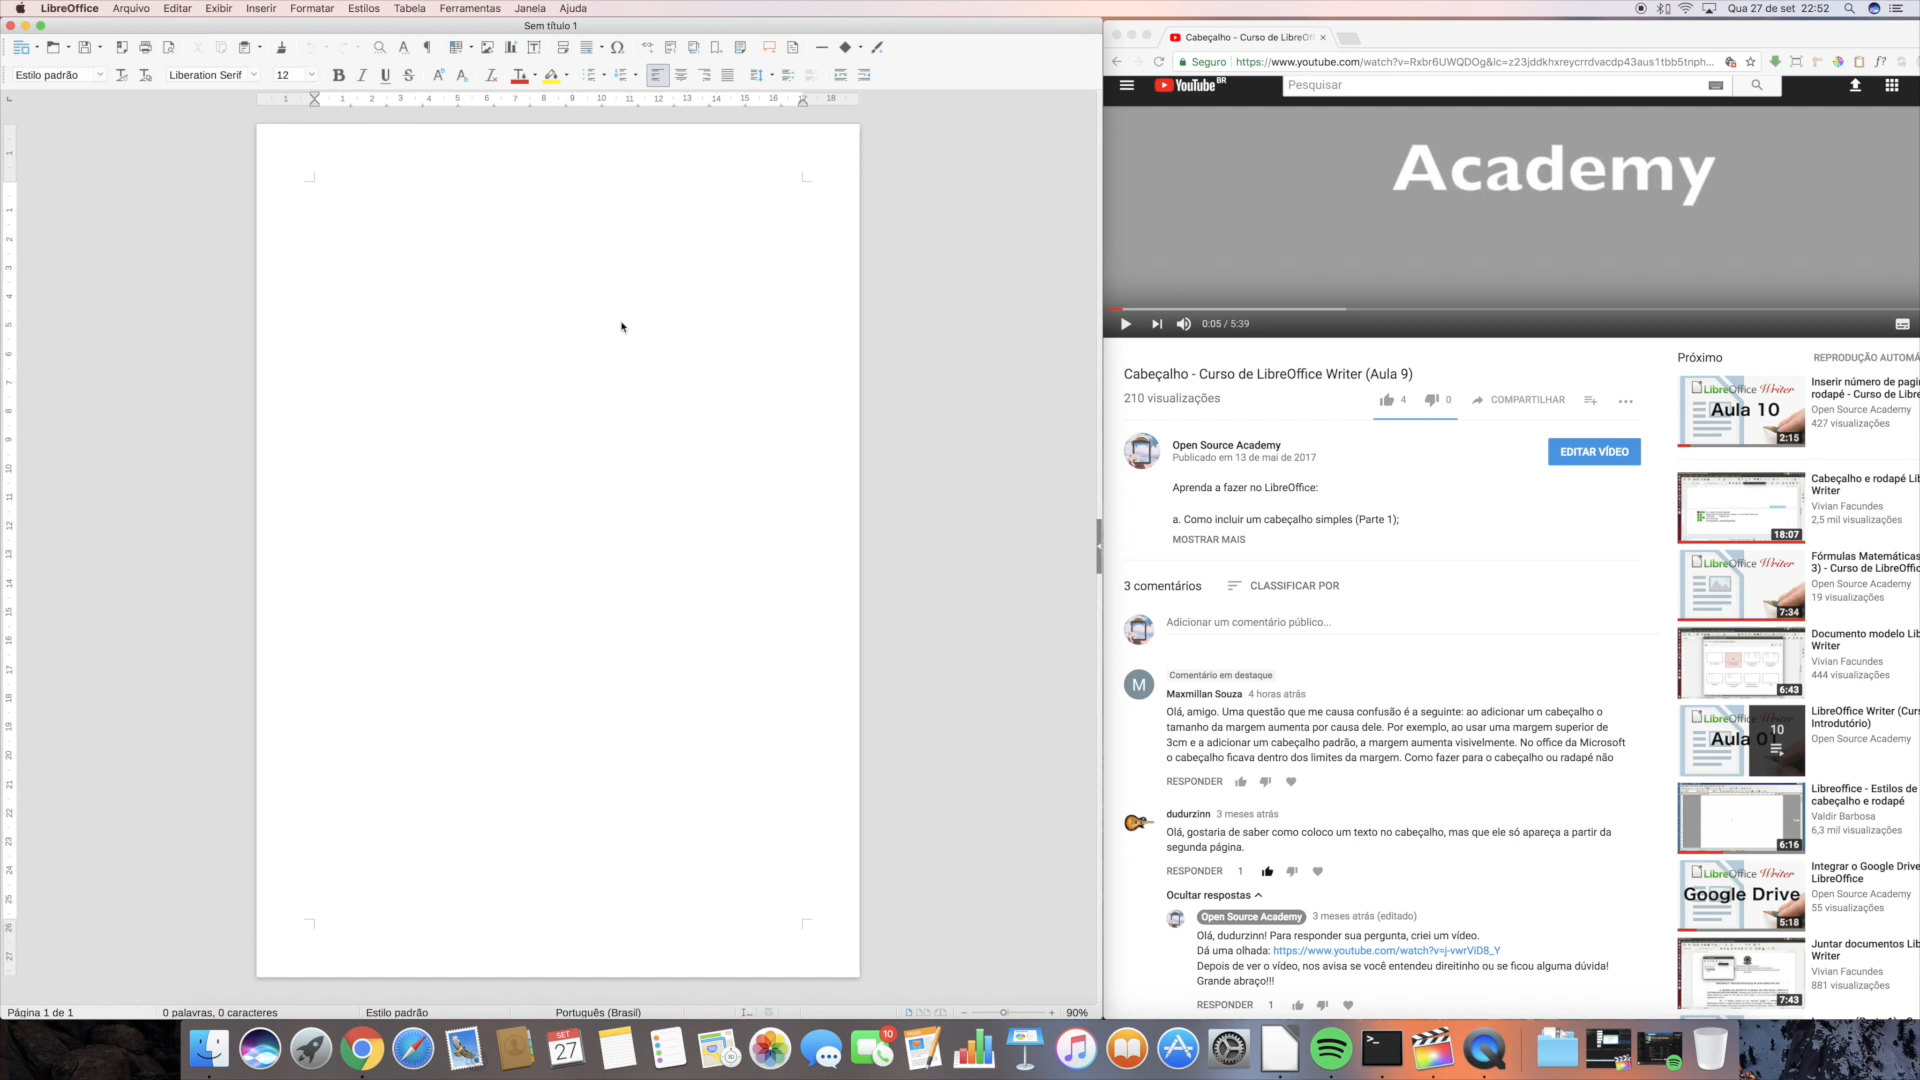 LibreOffice Arquivo Editar Exibir Inserir Formatar Estilos Tabela Ferramentas Janela Ajuda
Qua 27 de set 22:52
Sem título 1
Estilo padrão
Liberation Serif
12
Página 1 de 1
0 palavras, 0 caracteres
Estilo padrão
Português (Brasil)
90%
Cabeçalho - Curso de LibreOf
Seguro
https://www.youtube.com/watch?v=Rxbr6UWQDOg&lc=z23jddkhxreycrrdvacdp43aus1tbb5tnph...
YouTube BR
Pesquisar
Academy
0:05 / 5:39
Cabeçalho - Curso de LibreOffice Writer (Aula 9)
210 visualizações
4
0
COMPARTILHAR
Open Source Academy
Publicado em 13 de mai de 2017
EDITAR VÍDEO
Aprenda a fazer no LibreOffice:
a. Como incluir um cabeçalho simples (Parte 1);
MOSTRAR MAIS
3 comentários
CLASSIFICAR POR
Adicionar um comentário público...
Comentário em destaque
M
Maxmillan Souza 4 horas atrás
Olá, amigo. Uma questão que me causa confusão é a seguinte: ao adicionar um cabeçalho o
tamanho da margem aumenta por causa dele. Por exemplo, ao usar uma margem superior de
3cm e a adicionar um cabeçalho padrão, a margem aumenta visivelmente. No office da Microsoft
o cabeçalho ficava dentro dos limites da margem. Como fazer para o cabeçalho ou radapé não
RESPONDER
dudurzinn 3 meses atrás
Olá, gostaria de saber como coloco um texto no cabeçalho, mas que ele só apareça a partir da
segunda página.
RESPONDER 1
Ocultar respostas
Open Source Academy 3 meses atrás (editado)
Olá, dudurzinn! Para responder sua pergunta, criei um vídeo.
Dá uma olhada: https://www.youtube.com/watch?v=j-vwrViD8_Y
Depois de ver o vídeo, nos avisa se você entendeu direitinho ou se ficou alguma dúvida!
Grande abraço!!!
RESPONDER 1
Próximo
REPRODUÇÃO AUTOMÁ
LibreOffice Writer
Aula 10
2:15
Inserir número de pagi
rodapé - Curso de Libre
Open Source Academy
427 visualizações
18:07
Cabeçalho e rodapé Lib
Writer
Vivian Facundes
2,5 mil visualizações
LibreOffice Writer
7:34
Fórmulas Matemáticas
3) - Curso de LibreOffic
Open Source Academy
19 visualizações
6:43
Documento modelo Lib
Writer
Vivian Facundes
444 visualizações
LibreOffice
Aula 01
10
LibreOffice Writer (Curs
Introdutório)
Open Source Academy
6:16
Libreoffice - Estilos de
cabeçalho e rodapé
Valdir Barbosa
6,3 mil visualizações
LibreOffice Writer
Google Drive
5:18
Integrar o Google Drive
LibreOffice
Open Source Academy
55 visualizações
7:43
Juntar documentos Lib
Writer
Vivian Facundes
881 visualizações
SET
27
10